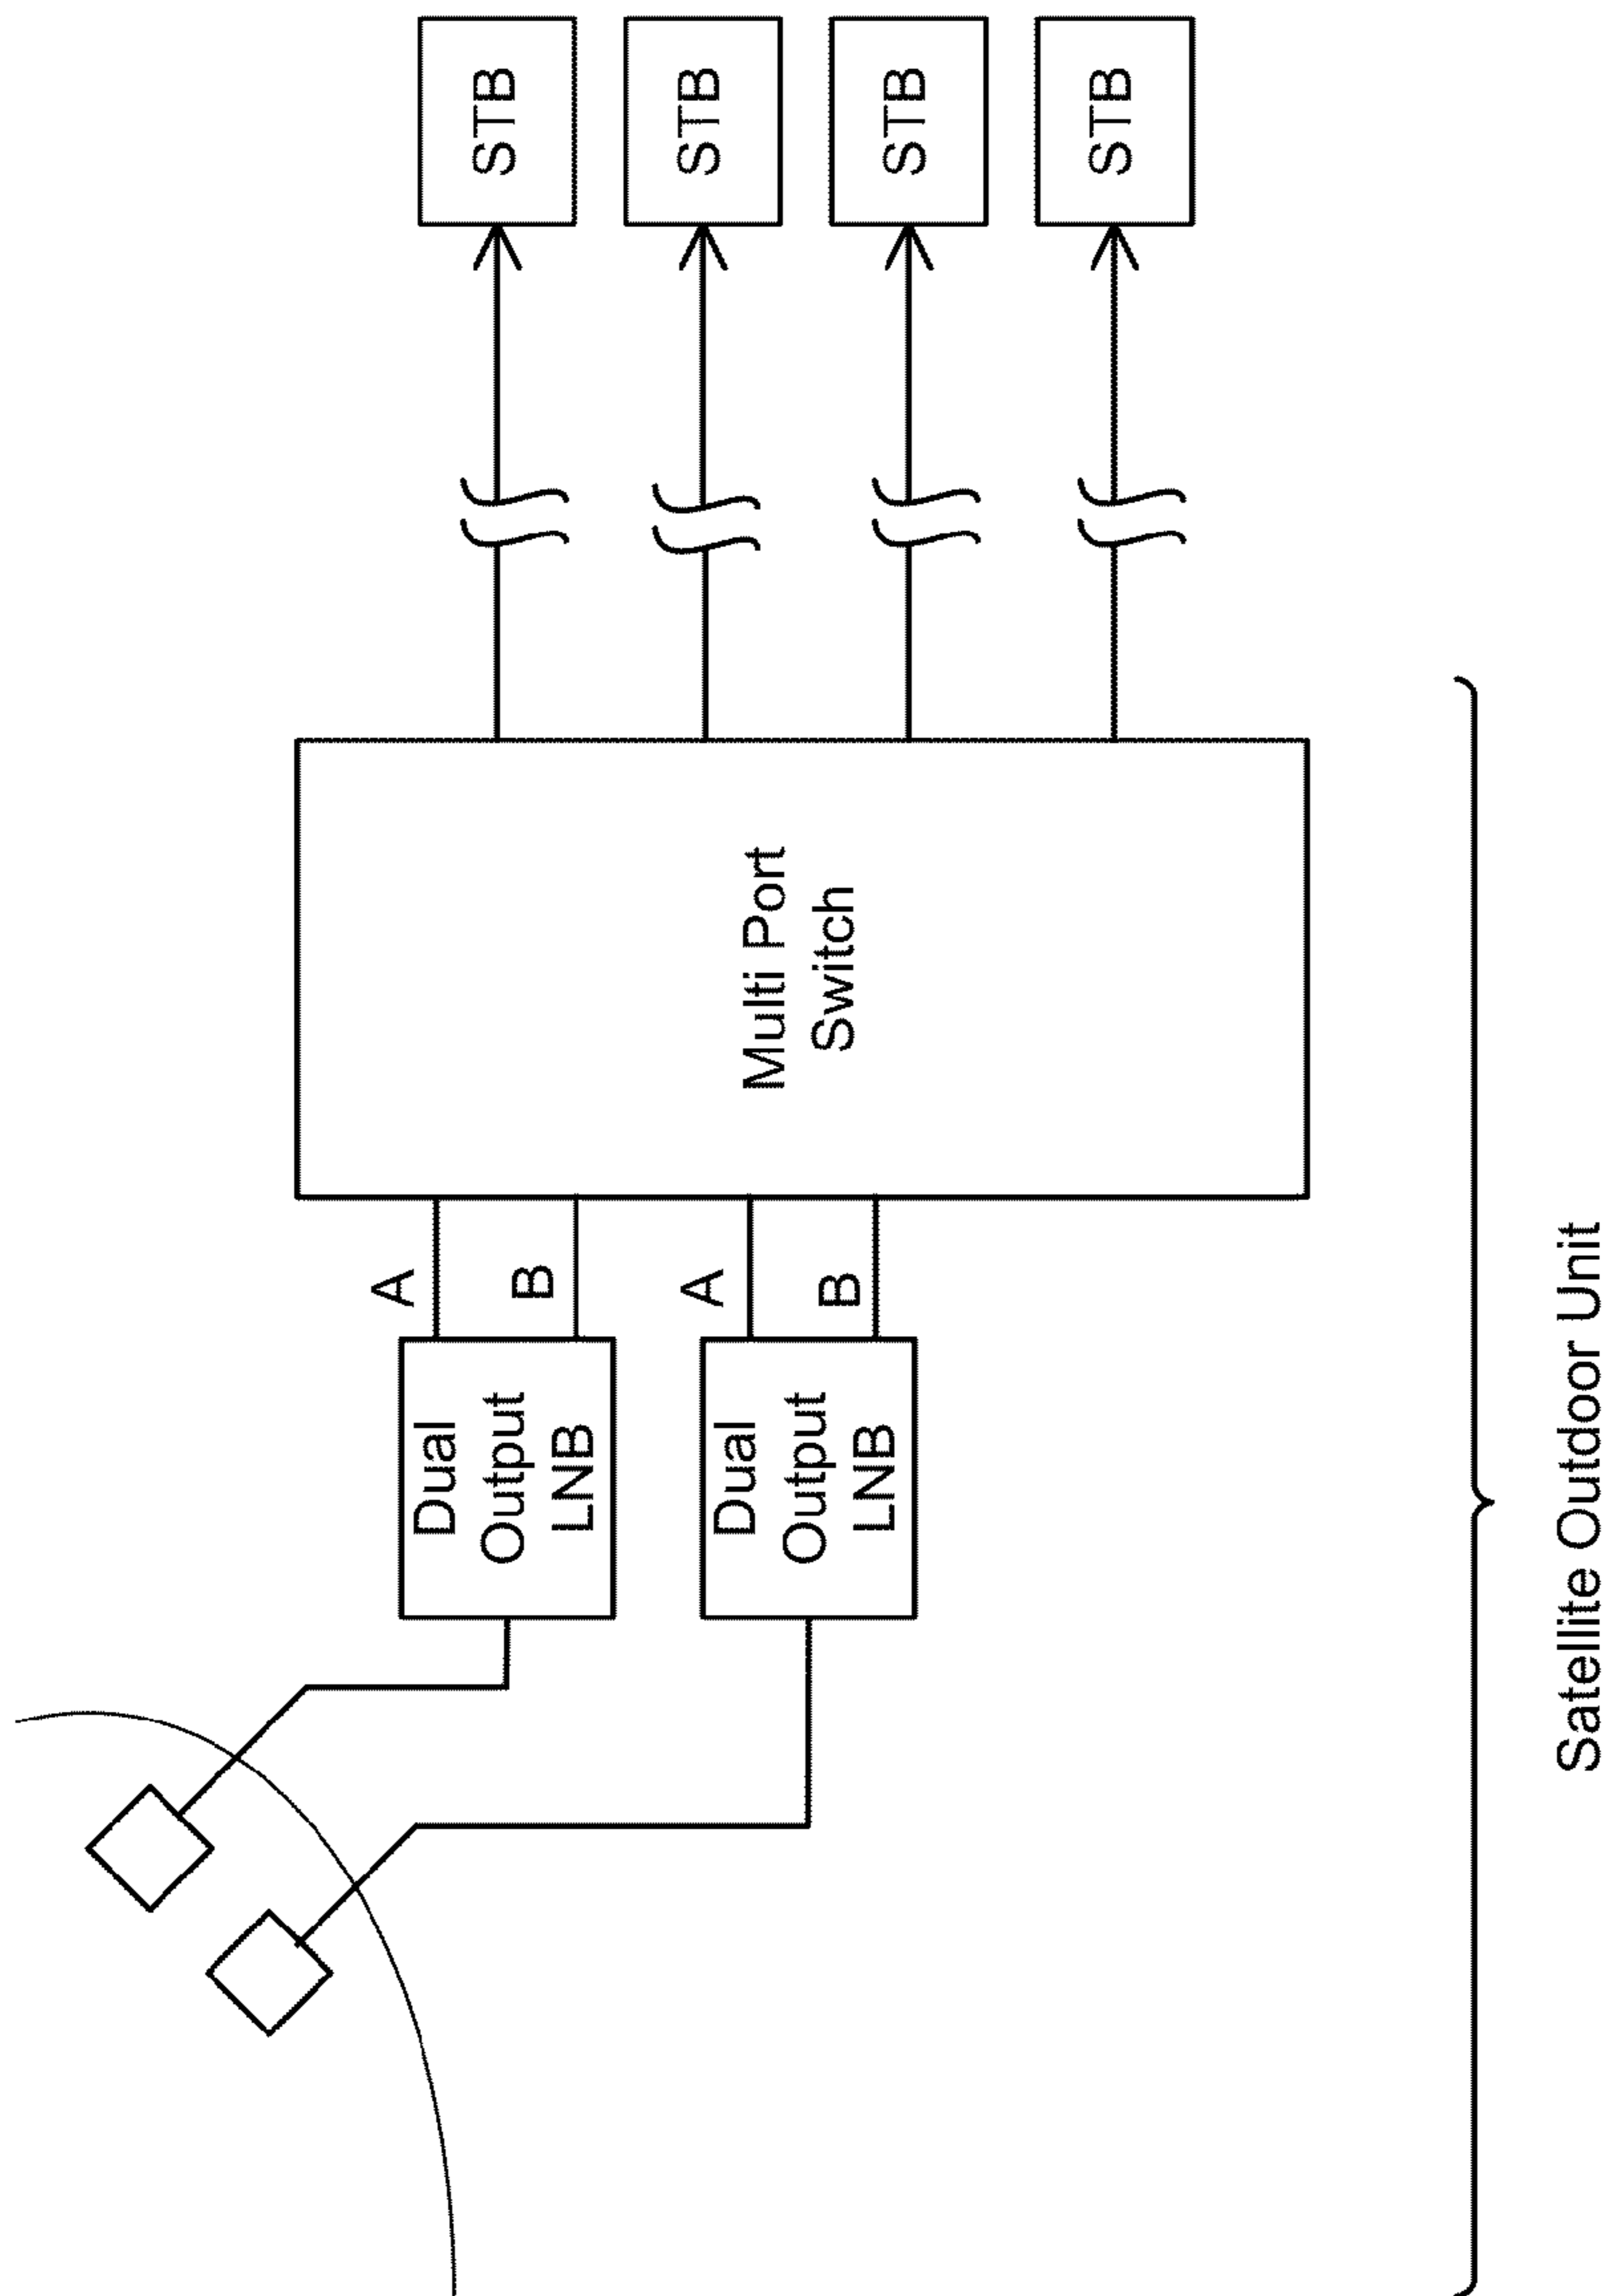 A
B
A
B
Dual
Output
LNB
Dual
Output
LNB
Multi Port
Switch
STB
STB
STB
STB
Satellite Outdoor Unit